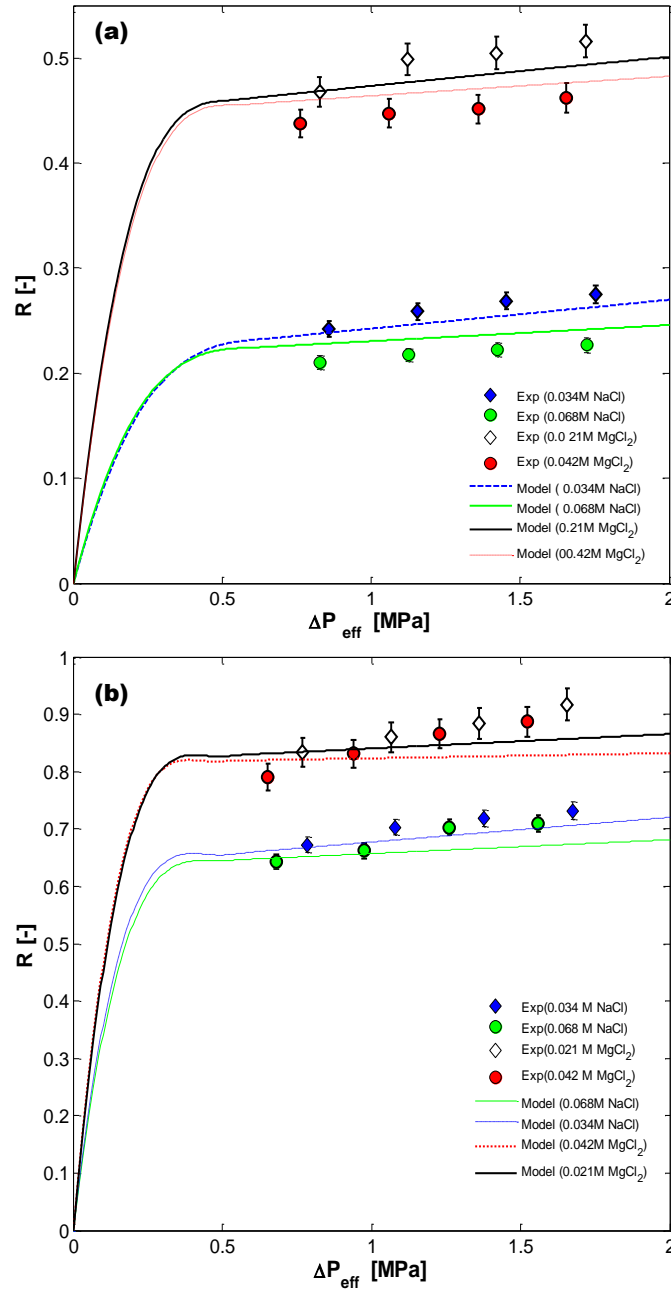 (a)
0.5
0.4
0.3
0.2
0.1
0
R [-]
Exp (0.034M NaCl)
Exp (0.068M NaCl)
Exp (0.0 21M MgCl2)
Exp (0.042M MgCl2)
Model ( 0.034M NaCl)
Model ( 0.068M NaCl)
Model (0.21M MgCl2)
Model (00.42M MgCl2)
0 0.5 1 1.5 2
ΔPeff [MPa]
(b)
1
0.9
0.8
0.7
0.6
0.5
0.4
0.3
0.2
0.1
0
R [-]
Exp(0.034 M NaCl)
Exp(0.068 M NaCl)
Exp(0.021 M MgCl2)
Exp(0.042 M MgCl2)
Model (0.068M NaCl)
Model (0.034M NaCl)
Model (0.042M MgCl2)
Model (0.021M MgCl2)
0 0.5 1 1.5 2
ΔPeff [MPa]